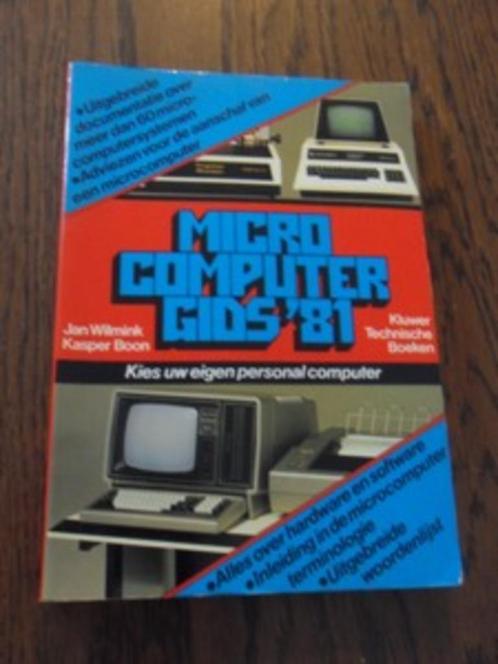 •Uitgebreide
documentatie over
meer dan 60 micro-
computersystemen
•Adviezen voor de aanschaf van
een microcomputer
MICRO
COMPUTER
GIDS '81
Jan Wilmink
Kasper Boon
Kluwer
Technische
Boeken
Kies uw eigen personal computer
•Alles over hardware en software
•Inleiding in de microcomputer
terminologie
•Uitgebreide
woordenlijst